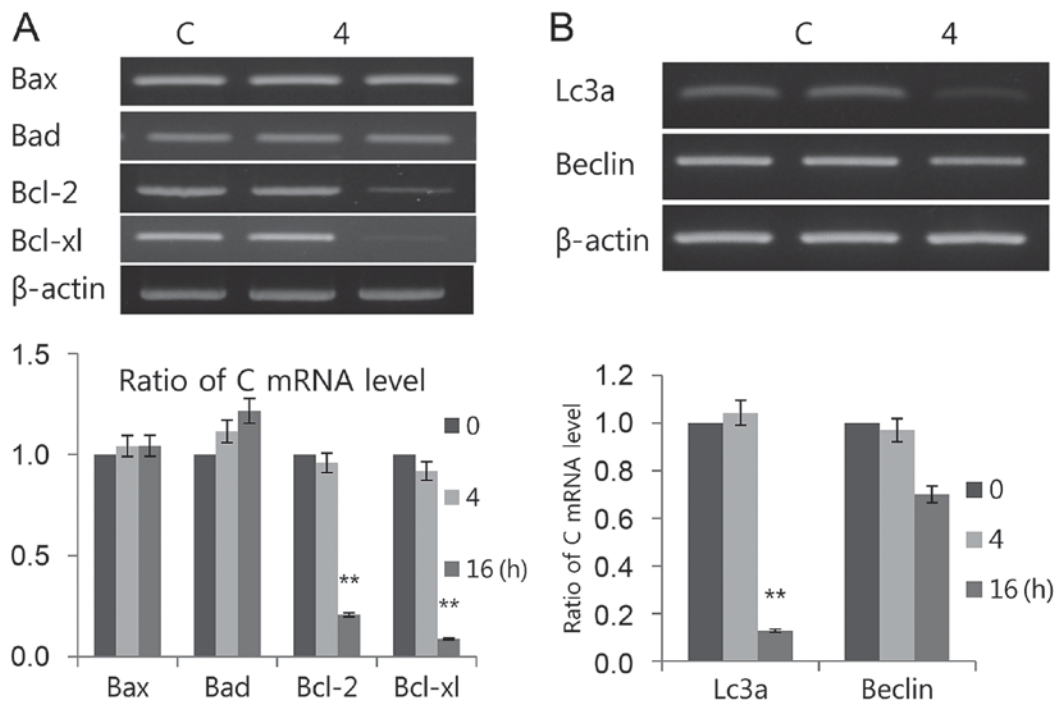 A
C 4
Bax
Bad
Bcl-2
Bcl-xl
β-actin
1.5
1.0
0.5
0.0
Ratio of C mRNA level
0
4
16 (h)
**
**
Bax Bad Bcl-2 Bcl-xl
B
C 4
Lc3a
Beclin
β-actin
Ratio of C mRNA level
1.2
1.0
0.8
0.6
0.4
0.2
0.0
**
0
4
16 (h)
Lc3a Beclin